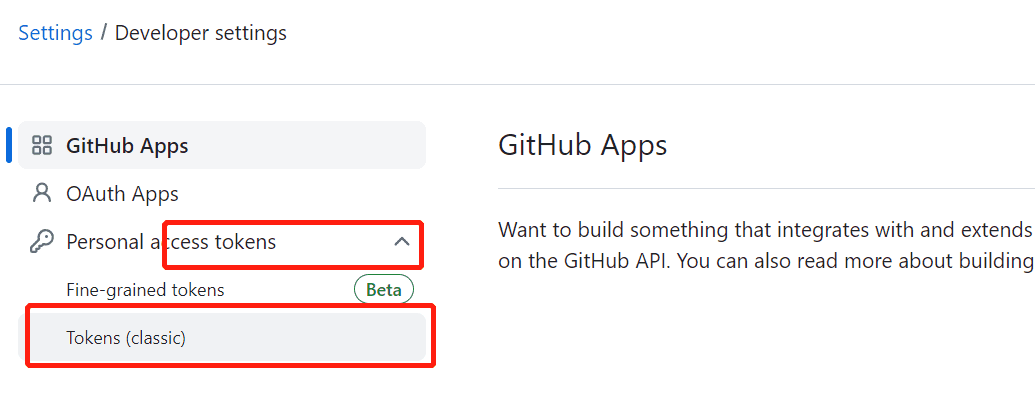 Settings / Developer settings
GitHub Apps
OAuth Apps
Personal access tokens
Fine-grained tokens Beta
Tokens (classic)
GitHub Apps
Want to build something that integrates with and extends
on the GitHub API. You can also read more about building